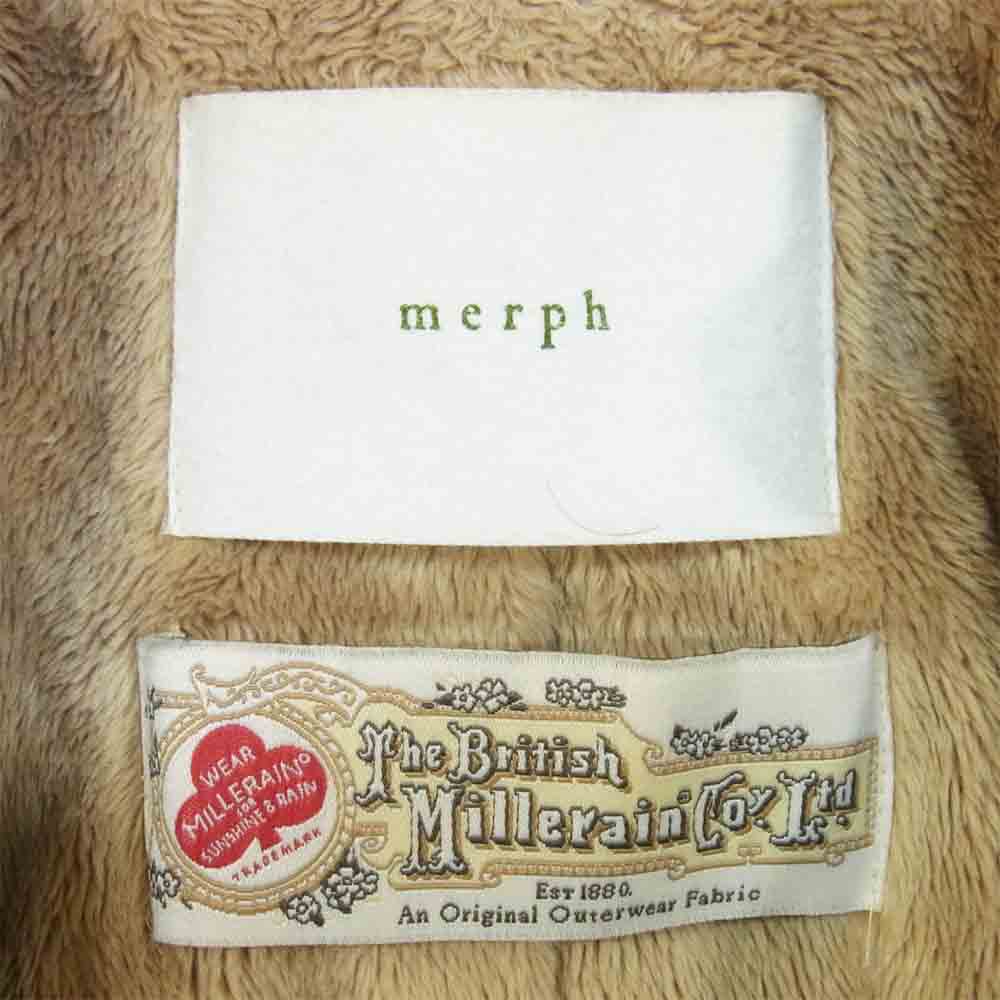 merph
WEAR
MILLERAIN
FOR
SUNSHINE & RAIN
TRADEMARK
The British
Millerain Coy. Ltd.
EST 1880.
An Original Outerwear Fabric